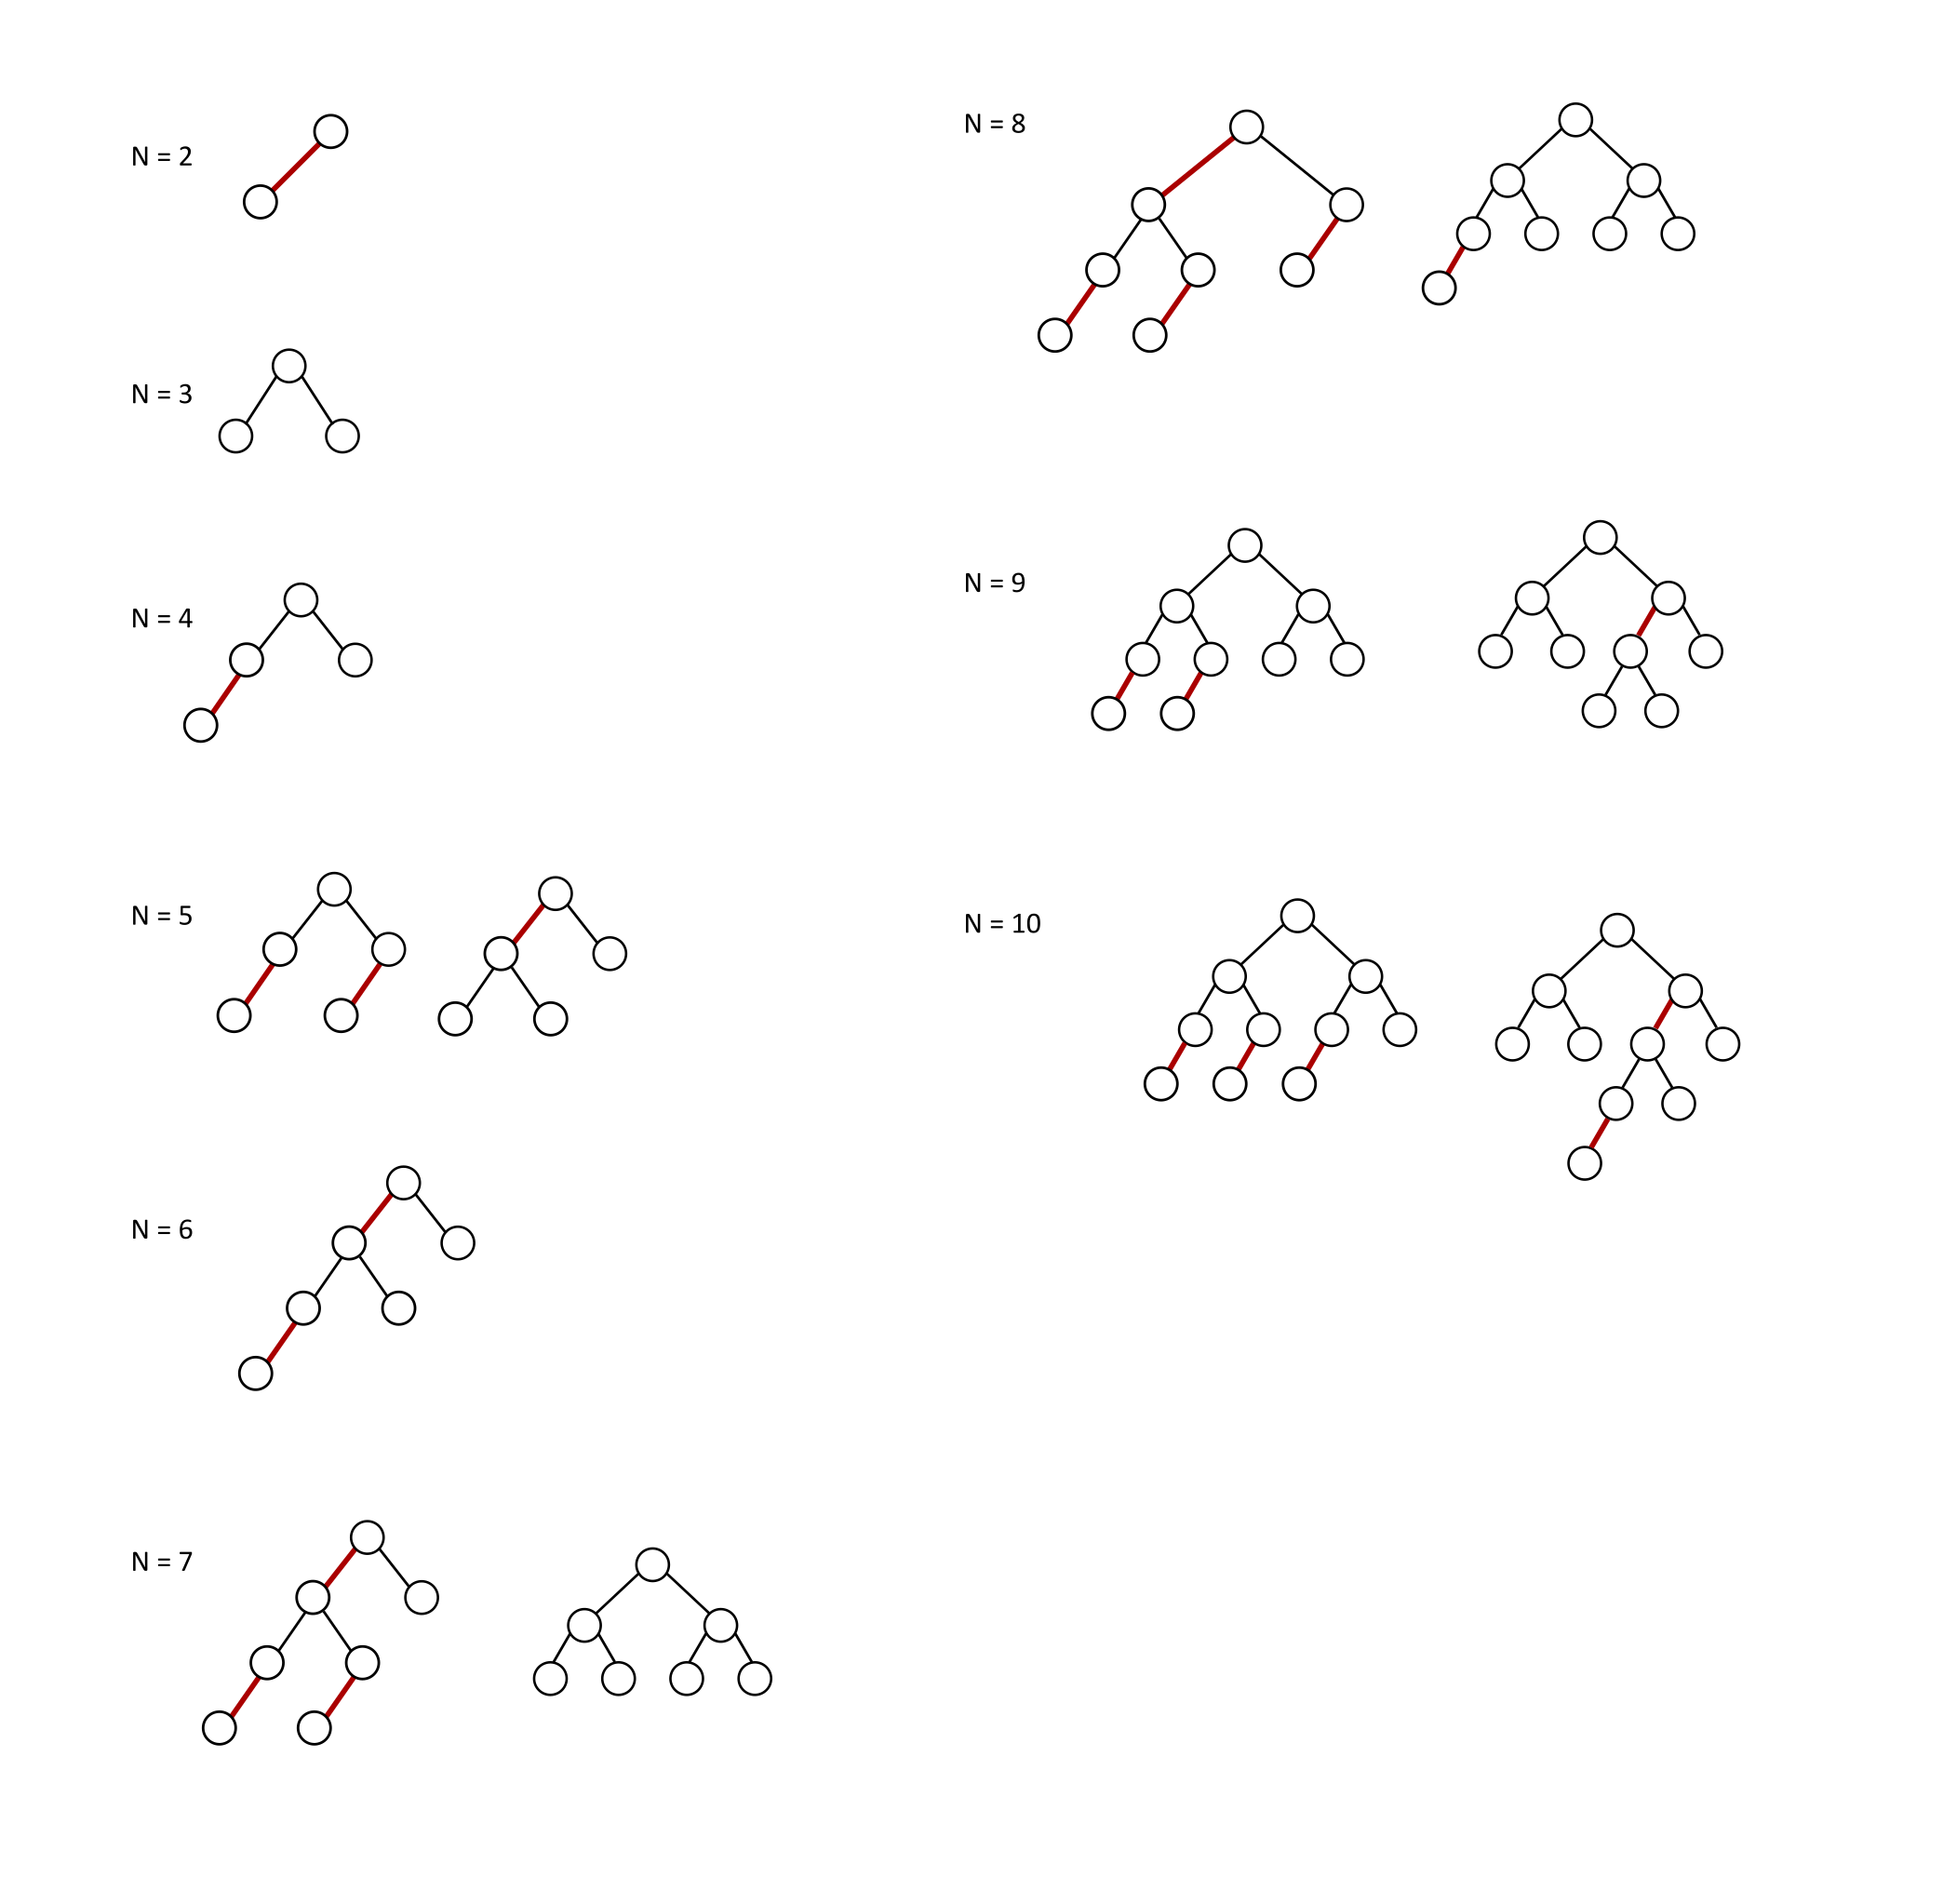 N = 2
N = 3
N = 4
N = 5
N = 6
N = 7
N = 8
N = 9
N = 10